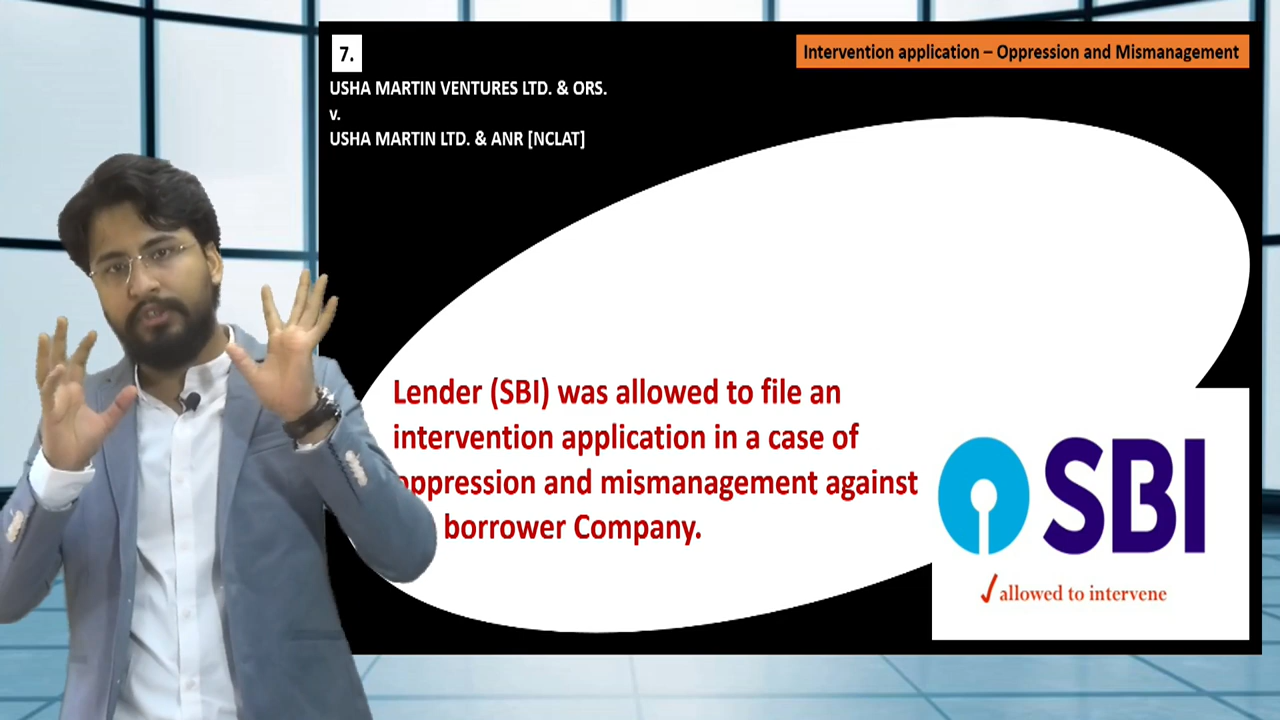 7.
Intervention application – Oppression and Mismanagement
USHA MARTIN VENTURES LTD. & ORS.
v.
USHA MARTIN LTD. & ANR [NCLAT]
Lender (SBI) was allowed to file an
intervention application in a case of
oppression and mismanagement against
borrower Company.
SBI
allowed to intervene